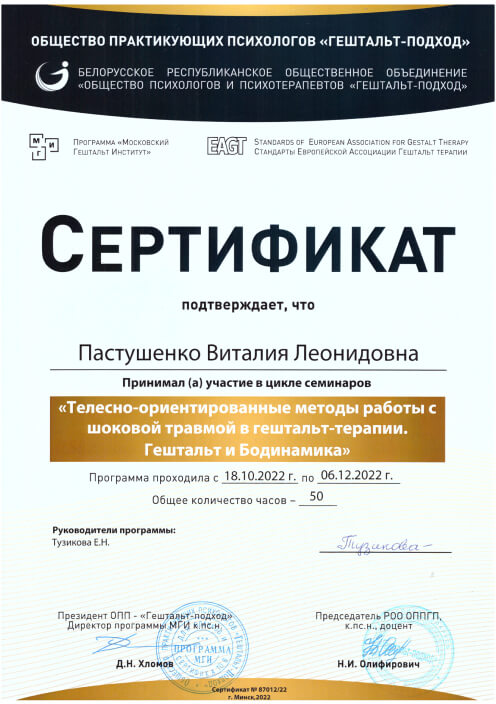 ОБЩЕСТВО ПРАКТИКУЮЩИХ ПСИХОЛОГОВ «ГЕШТАЛЬТ-ПОДХОД»
БЕЛОРУССКОЕ РЕСПУБЛИКАНСКОЕ ОБЩЕСТВЕННОЕ ОБЪЕДИНЕНИЕ
«ОБЩЕСТВО ПСИХОЛОГОВ И ПСИХОТЕРАПЕВТОВ «ГЕШТАЛЬТ-ПОДХОД»
М И
Г
ПРОГРАММА «МОСКОВСКИЙ
ГЕШТАЛЬТ ИНСТИТУТ»
EAGT
STANDARDS OF EUROPEAN ASSOCIATION FOR GESTALT THERAPY
СТАНДАРТЫ ЕВРОПЕЙСКОЙ АССОЦИАЦИИ ГЕШТАЛЬТ ТЕРАПИИ
СЕРТИФИКАТ
подтверждает, что
Пастушенко Виталия Леонидовна
Принимал (а) участие в цикле семинаров
«Телесно-ориентированные методы работы с
шоковой травмой в гештальт-терапии.
Гештальт и Бодинамика»
Программа проходила с 18.10.2022 г. по 06.12.2022 г.
Общее количество часов – 50
Руководители программы:
Тузикова Е.Н.
Тузикова
Президент ОПП - «Гештальт-подход»
Директор программы МГИ к.пс.н.
ПРОГРАММА
МГИ
Д.Н. Хломов
Председатель РОО ОППГП,
к.пс.н., доцент
Н.И. Олифирович
Сертификат № 87012/22
г. Минск,2022